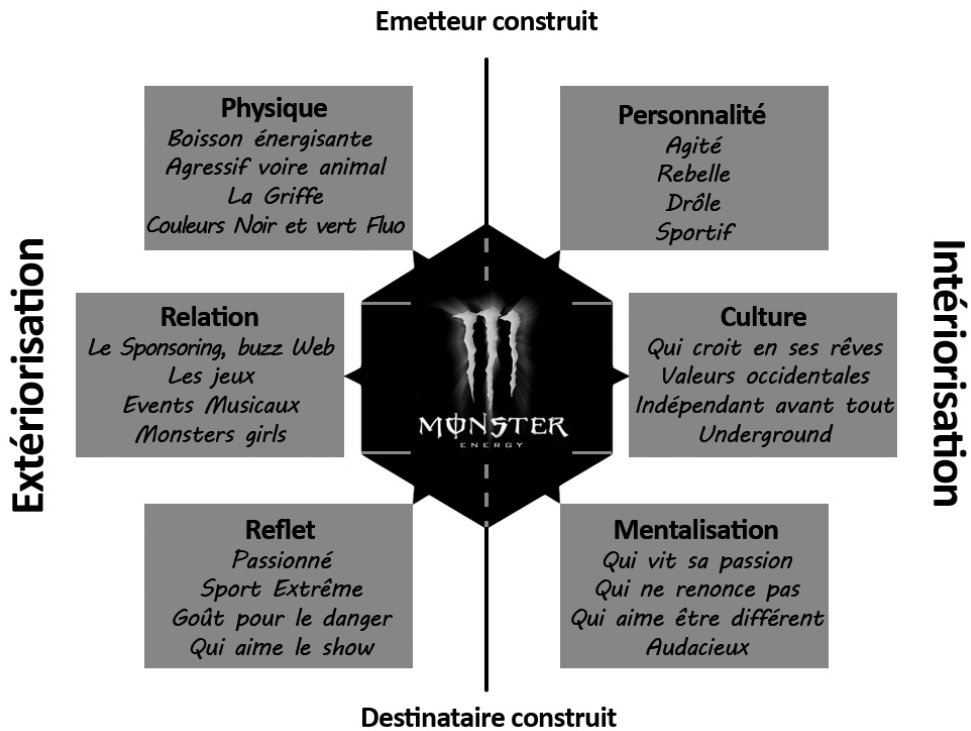 Emetteur construit
Physique
Boisson énergisante
Agressif voire animal
La Griffe
Couleurs Noir et vert Fluo
Personnalité
Agité
Rebelle
Drôle
Sportif
Extériorisation
Relation
Le Sponsoring, buzz Web
Les jeux
Events Musicaux
Monsters girls
MONSTER
ENERGY
Culture
Qui croit en ses rêves
Valeurs occidentales
Indépendant avant tout
Underground
Intériorisation
Reflet
Passionné
Sport Extrême
Goût pour le danger
Qui aime le show
Mentalisation
Qui vit sa passion
Qui ne renonce pas
Qui aime être différent
Audacieux
Destinataire construit